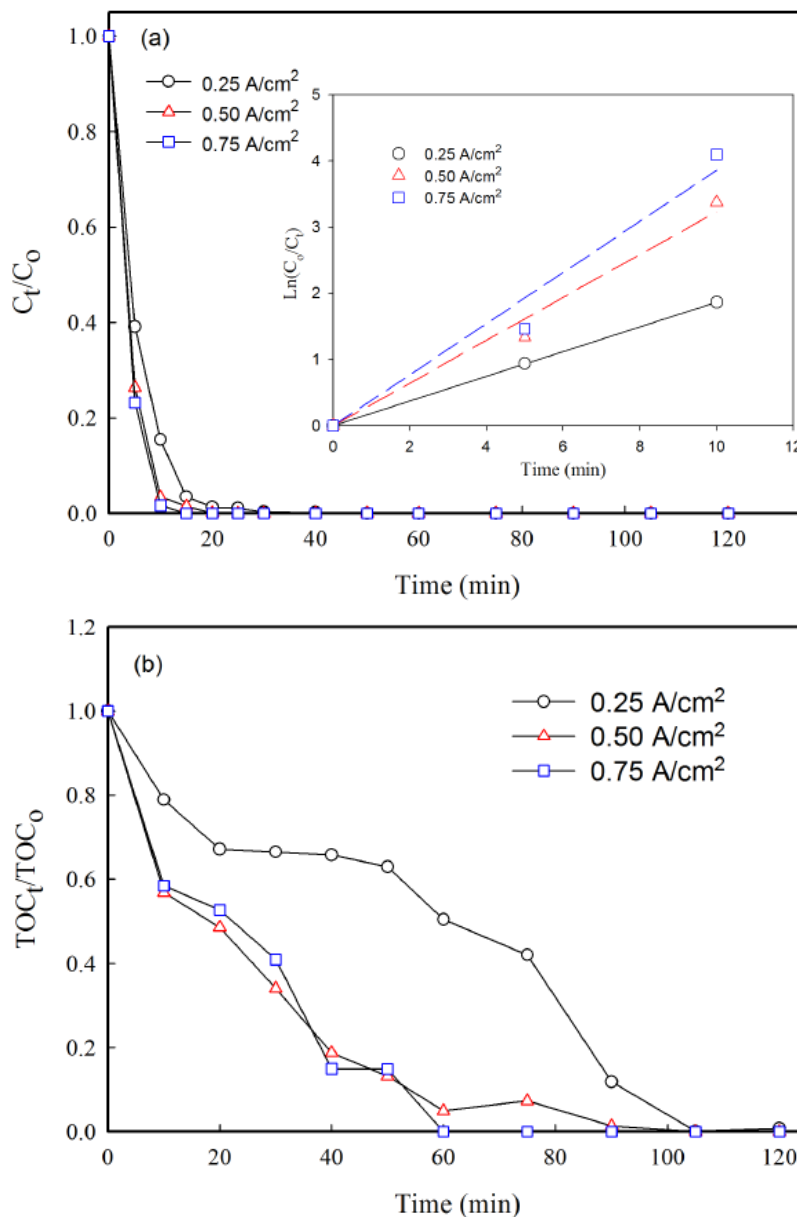 (a)
0.25 A/cm²
0.50 A/cm²
0.75 A/cm²
Cₜ/Cₒ
1.0
0.8
0.6
0.4
0.2
0.0
0 20 40 60 80 100 120
Time (min)
0.25 A/cm²
0.50 A/cm²
0.75 A/cm²
Ln(Cₒ/Cₜ)
5
4
3
2
1
0
0 2 4 6 8 10 12
Time (min)
(b)
0.25 A/cm²
0.50 A/cm²
0.75 A/cm²
TOCₜ/TOCₒ
1.2
1.0
0.8
0.6
0.4
0.2
0.0
0 20 40 60 80 100 120
Time (min)